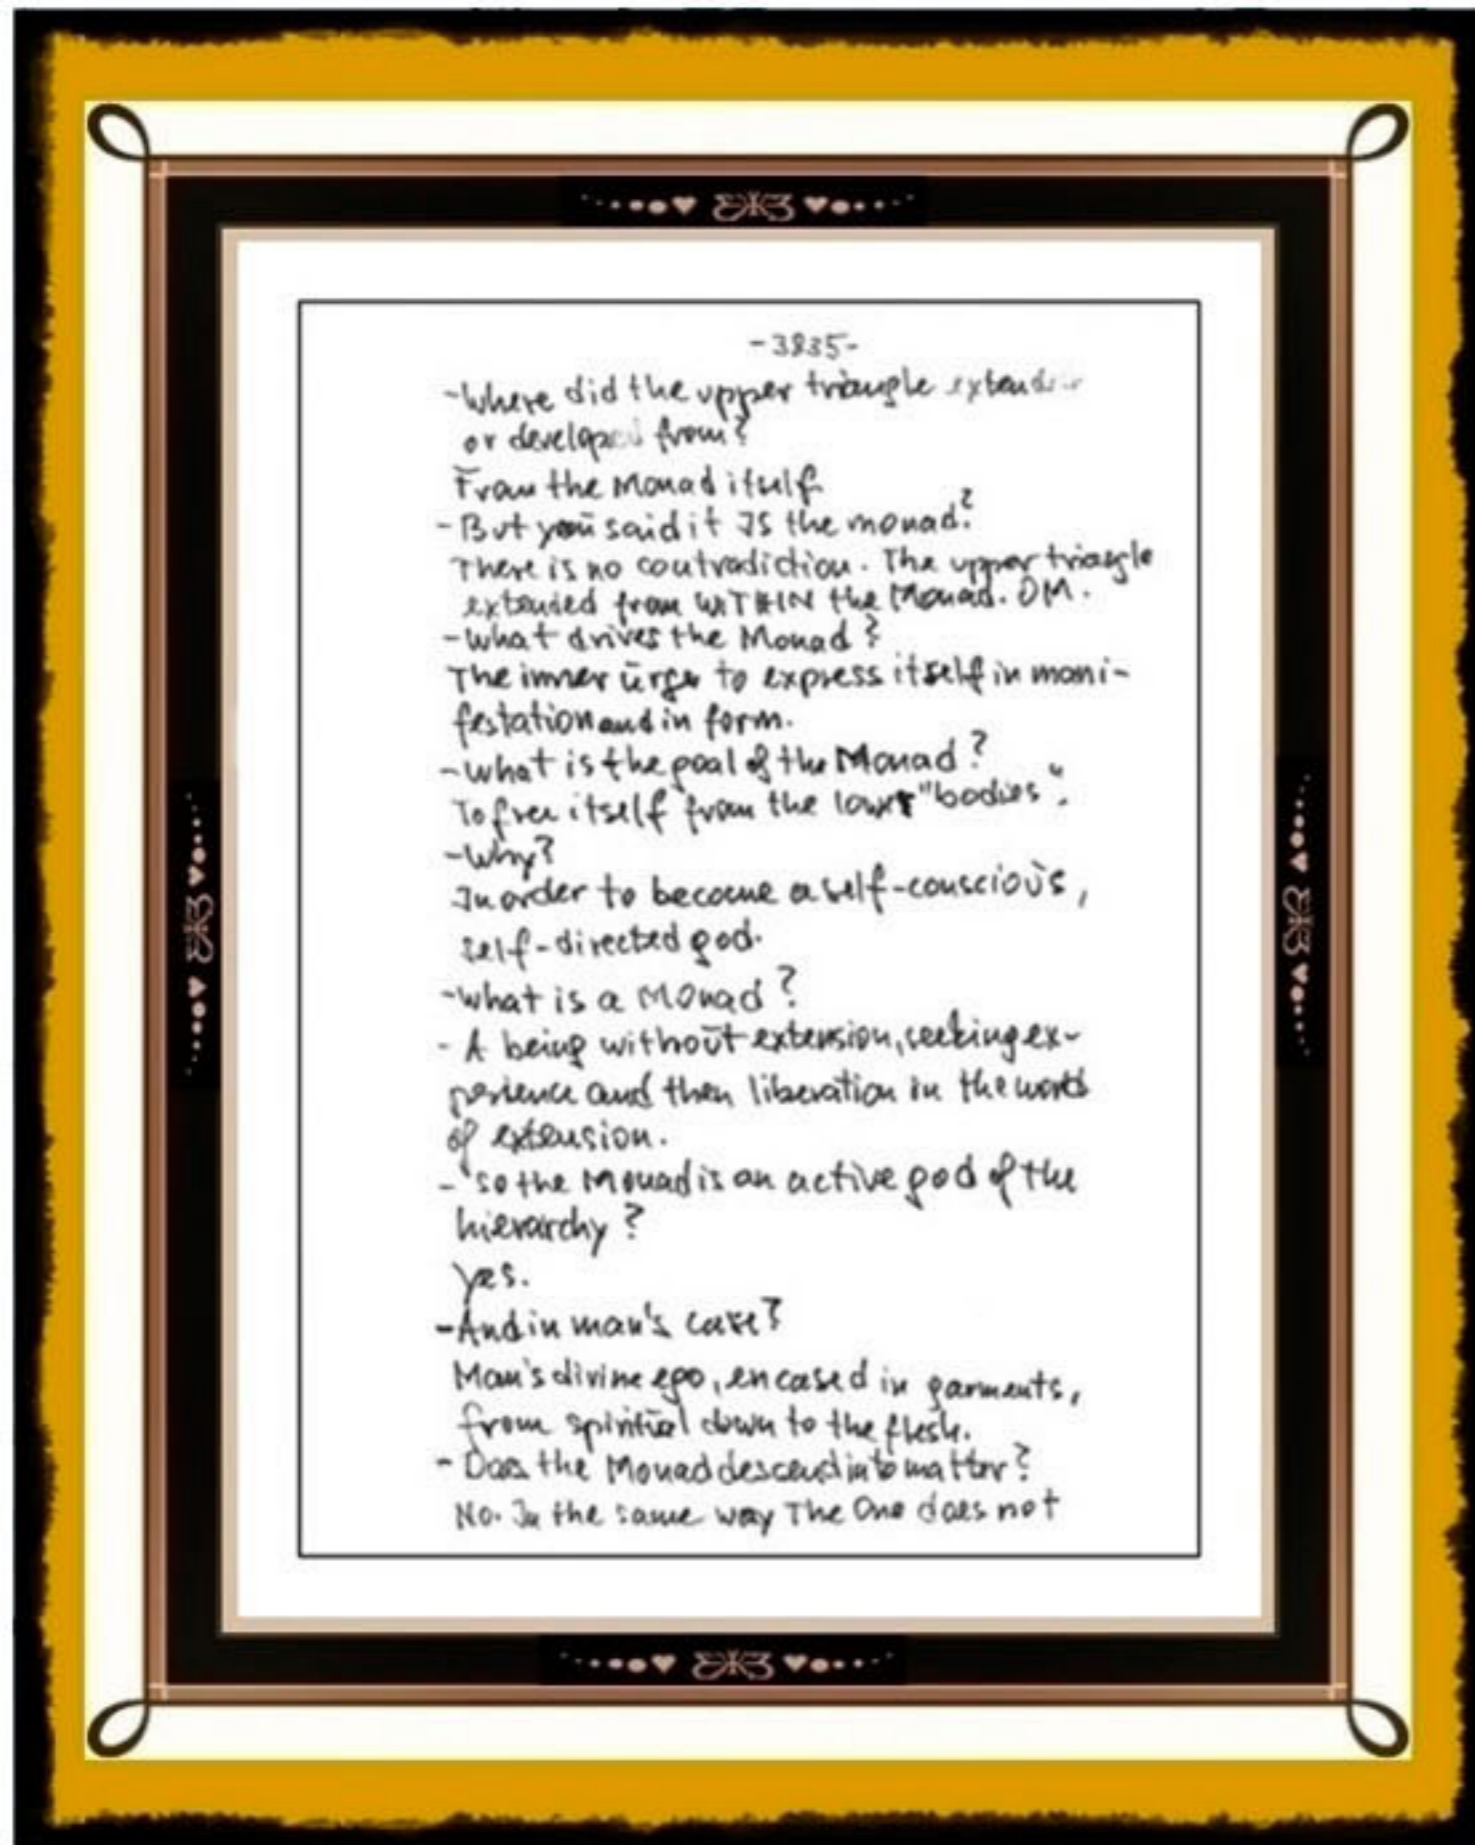 -3835-
-Where did the upper triangle
or developed from?
From the Monad itself
-But you said it IS the monad?
There is no contradiction. The upper triangle
extended from WITHIN the Monad. OM.
-What drives the Monad?
The inner urge to express itself in mani-
festation and in form.
-What is the goal of the Monad?
To free itself from the lower "bodies".
-Why?
In order to become a self-conscious,
self-directed god.
-What is a Monad?
- A being without extension, seeking ex-
perience and then liberation in the world
of extension.
- So the Monad is an active god of the
hierarchy?
Yes.
-And in man's case?
Man's divine ego, encased in garments,
from spiritual down to the flesh.
- Does the Monad descend into matter?
No. In the same way The One does not